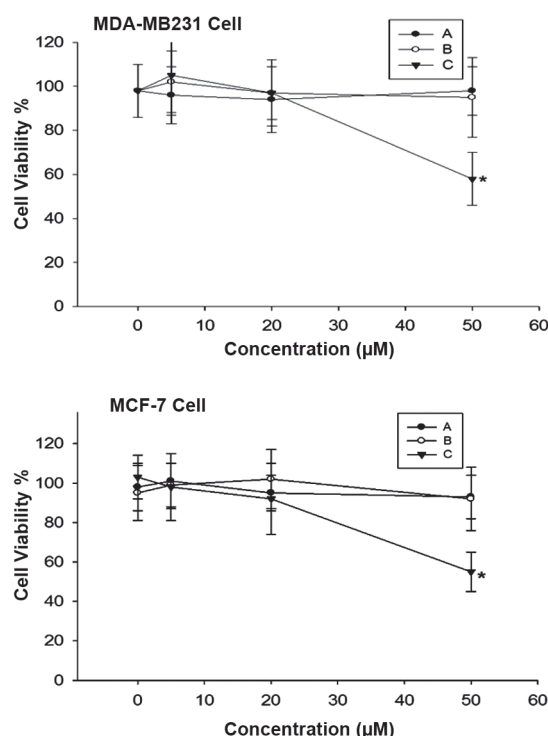 MDA-MB231 Cell
A
B
C
120
100
80
60
40
20
0
Cell Viability %
*
0 10 20 30 40 50 60
Concentration (µM)
MCF-7 Cell
A
B
C
120
100
80
60
40
20
0
Cell Viability %
*
0 10 20 30 40 50 60
Concentration (µM)